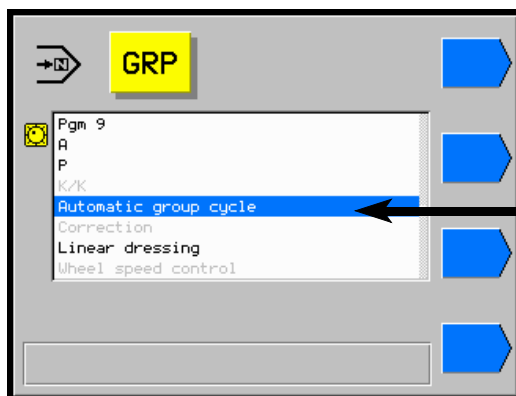 N
GRP
Pgm 9
A
P
K/K
Automatic group cycle
Correction
Linear dressing
Wheel speed control